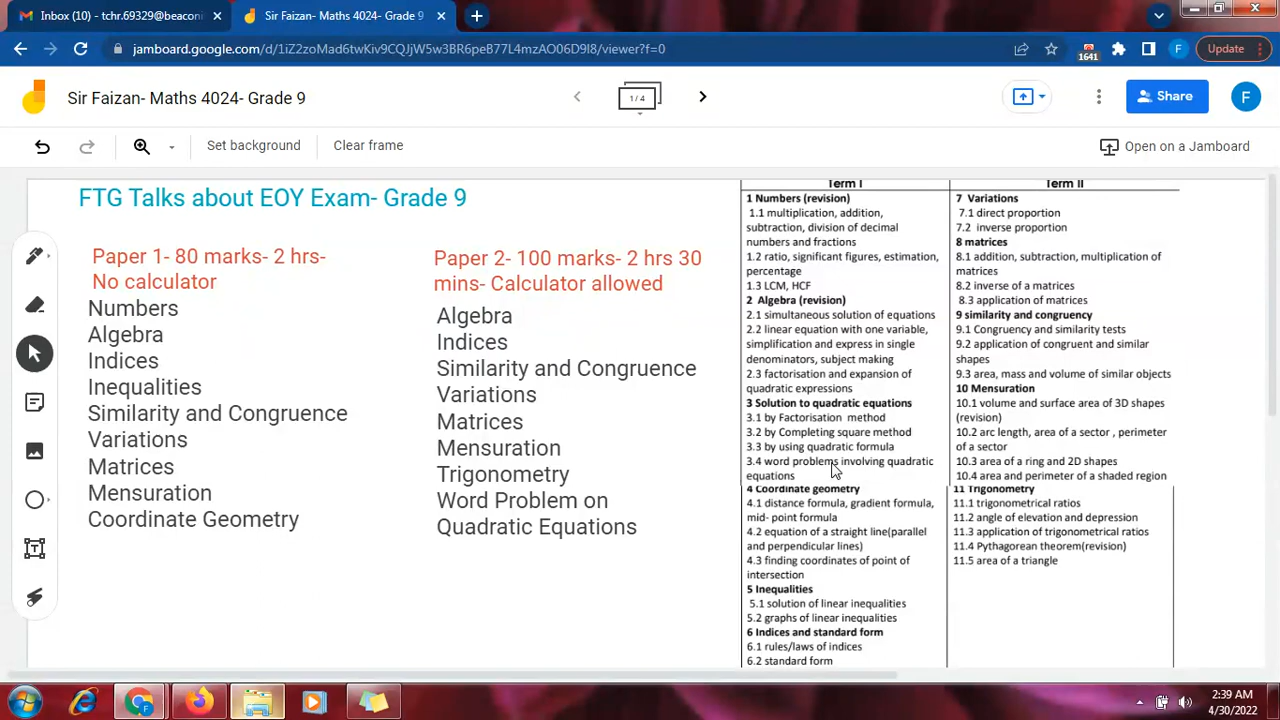 Inbox (10) - tchr.69329@beaconi
Sir Faizan- Maths 4024- Grade 9
jamboard.google.com/d/1iZ2zoMad6twKiv9CQJjW5w3BR6peB77L4mzAO06D9l8/viewer?f=0
1641
F
Update
Sir Faizan- Maths 4024- Grade 9
1/4
Share
F
Set background
Clear frame
Open on a Jamboard
FTG Talks about EOY Exam- Grade 9
Paper 1- 80 marks- 2 hrs-
No calculator
Numbers
Algebra
Indices
Inequalities
Similarity and Congruence
Variations
Matrices
Mensuration
Coordinate Geometry
Paper 2- 100 marks- 2 hrs 30
mins- Calculator allowed
Algebra
Indices
Similarity and Congruence
Variations
Matrices
Mensuration
Trigonometry
Word Problem on
Quadratic Equations
Term I
1 Numbers (revision)
1.1 multiplication, addition,
subtraction, division of decimal
numbers and fractions
1.2 ratio, significant figures, estimation,
percentage
1.3 LCM, HCF
2 Algebra (revision)
2.1 simultaneous solution of equations
2.2 linear equation with one variable,
simplification and express in single
denominators, subject making
2.3 factorisation and expansion of
quadratic expressions
3 Solution to quadratic equations
3.1 by Factorisation method
3.2 by Completing square method
3.3 by using quadratic formula
3.4 word problems involving quadratic
equations
4 Coordinate geometry
4.1 distance formula, gradient formula,
mid- point formula
4.2 equation of a straight line(parallel
and perpendicular lines)
4.3 finding coordinates of point of
intersection
5 Inequalities
5.1 solution of linear inequalities
5.2 graphs of linear inequalities
6 Indices and standard form
6.1 rules/laws of indices
6.2 standard form
Term II
7 Variations
7.1 direct proportion
7.2 inverse proportion
8 matrices
8.1 addition, subtraction, multiplication of
matrices
8.2 inverse of a matrices
8.3 application of matrices
9 similarity and congruency
9.1 Congruency and similarity tests
9.2 application of congruent and similar
shapes
9.3 area, mass and volume of similar objects
10 Mensuration
10.1 volume and surface area of 3D shapes
(revision)
10.2 arc length, area of a sector , perimeter
of a sector
10.3 area of a ring and 2D shapes
10.4 area and perimeter of a shaded region
11 Trigonometry
11.1 trigonometrical ratios
11.2 angle of elevation and depression
11.3 application of trigonometrical ratios
11.4 Pythagorean theorem(revision)
11.5 area of a triangle
2:39 AM
4/30/2022